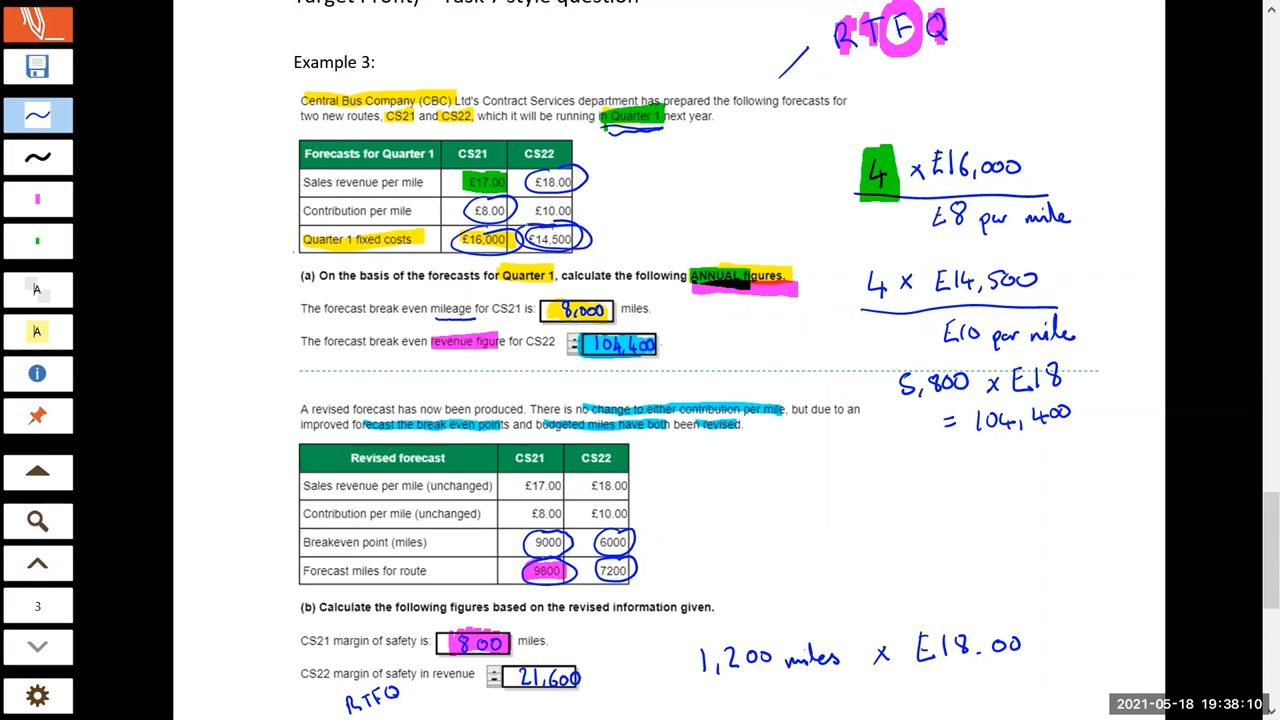 Target Profit) – Task 7 style question
R T F Q
Example 3:
Central Bus Company (CBC) Ltd's Contract Services department has prepared the following forecasts for
two new routes, CS21 and CS22, which it will be running in Quarter 1 next year.
Forecasts for Quarter 1 CS21 CS22
Sales revenue per mile £17.00 £18.00
Contribution per mile £8.00 £10.00
Quarter 1 fixed costs £16,000 £14,500
4 × £16,000
£8 per mile
(a) On the basis of the forecasts for Quarter 1, calculate the following ANNUAL figures.
The forecast break even mileage for CS21 is: 8,000 miles.
The forecast break even revenue figure for CS22 104,400
4 × £14,500
£10 per mile
5,800 × £18
= 104,400
A revised forecast has now been produced. There is no change to either contribution per mile, but due to an
improved forecast the break even points and budgeted miles have both been revised.
Revised forecast CS21 CS22
Sales revenue per mile (unchanged) £17.00 £18.00
Contribution per mile (unchanged) £8.00 £10.00
Breakeven point (miles) 9000 6000
Forecast miles for route 9800 7200
(b) Calculate the following figures based on the revised information given.
CS21 margin of safety is: 800 miles.
CS22 margin of safety in revenue 21,600
1,200 miles × £18.00
RTFQ
A
A
3
2021-05-18 19:38:10